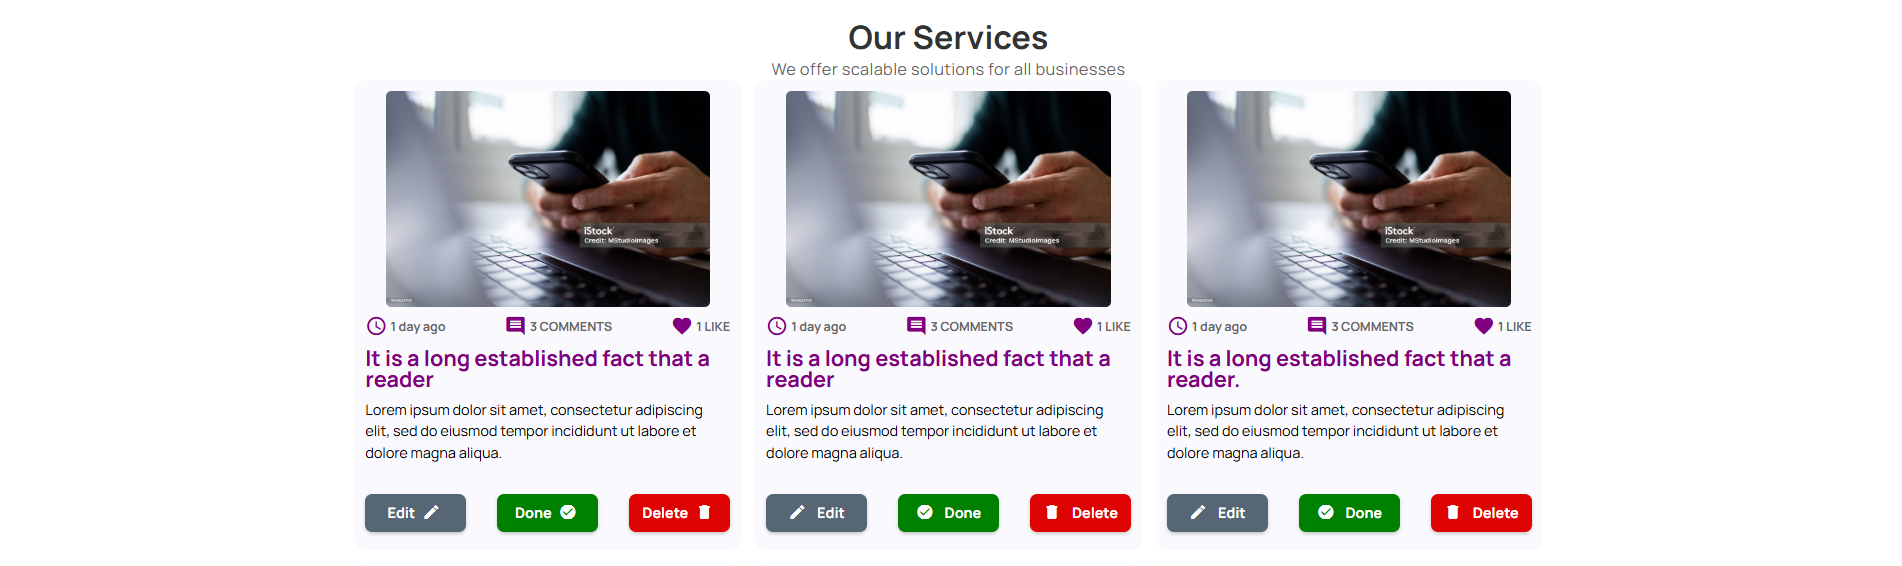 Our Services
We offer scalable solutions for all businesses
iStock
Credit: MStudioImages
1 day ago
3 COMMENTS
1 LIKE
It is a long established fact that a
reader
Lorem ipsum dolor sit amet, consectetur adipiscing
elit, sed do eiusmod tempor incididunt ut labore et
dolore magna aliqua.
Edit
Done
Delete
iStock
Credit: MStudioImages
1 day ago
3 COMMENTS
1 LIKE
It is a long established fact that a
reader
Lorem ipsum dolor sit amet, consectetur adipiscing
elit, sed do eiusmod tempor incididunt ut labore et
dolore magna aliqua.
Edit
Done
Delete
iStock
Credit: MStudioImages
1 day ago
3 COMMENTS
1 LIKE
It is a long established fact that a
reader.
Lorem ipsum dolor sit amet, consectetur adipiscing
elit, sed do eiusmod tempor incididunt ut labore et
dolore magna aliqua.
Edit
Done
Delete